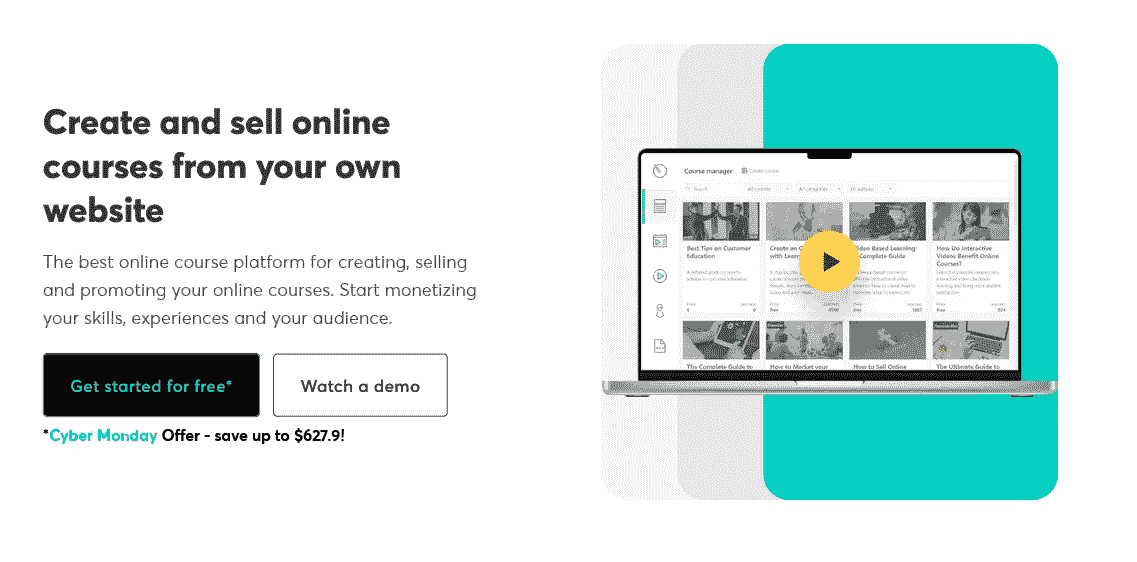 Create and sell online
courses from your own
website
The best online course platform for creating, selling
and promoting your online courses. Start monetizing
your skills, experiences and your audience.
Get started for free*
Watch a demo
*Cyber Monday Offer - save up to $627.9!
Course manager
Create course
Search
All courses
All categories
All authors
Best Tips on Customer
Education
Create an
with Learn
Video Based Learning:
Complete Guide
How Do Interactive
Videos Benefit Online
Courses?
free
free
free
The Complete Guide to
How to Market your
How to Sell Online
The Ultimate Guide to